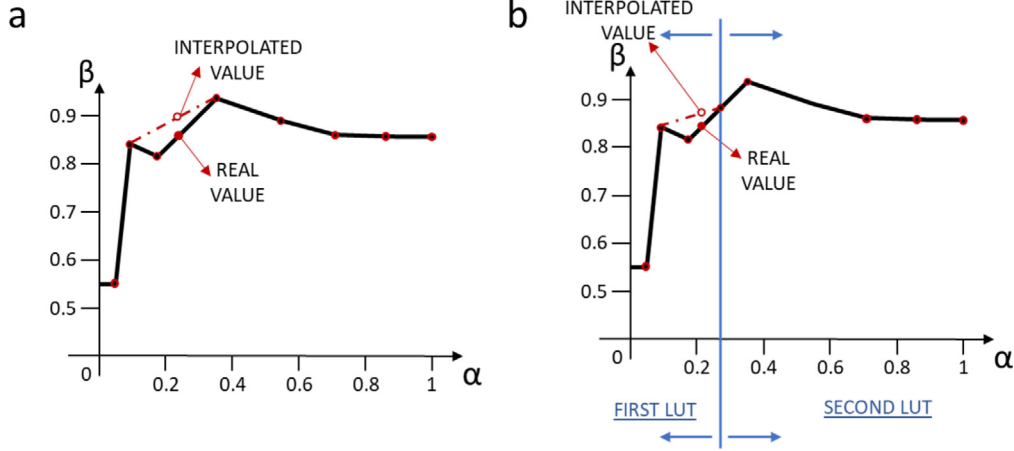 a
INTERPOLATED
VALUE
β
0.9
0.8
0.7
0.6
0.5
REAL
VALUE
0
0.2
0.4
0.6
0.8
1
α
b
INTERPOLATED
VALUE
β
0.9
0.8
0.7
0.6
0.5
REAL
VALUE
0
0.2
0.4
0.6
0.8
1
α
FIRST LUT
SECOND LUT